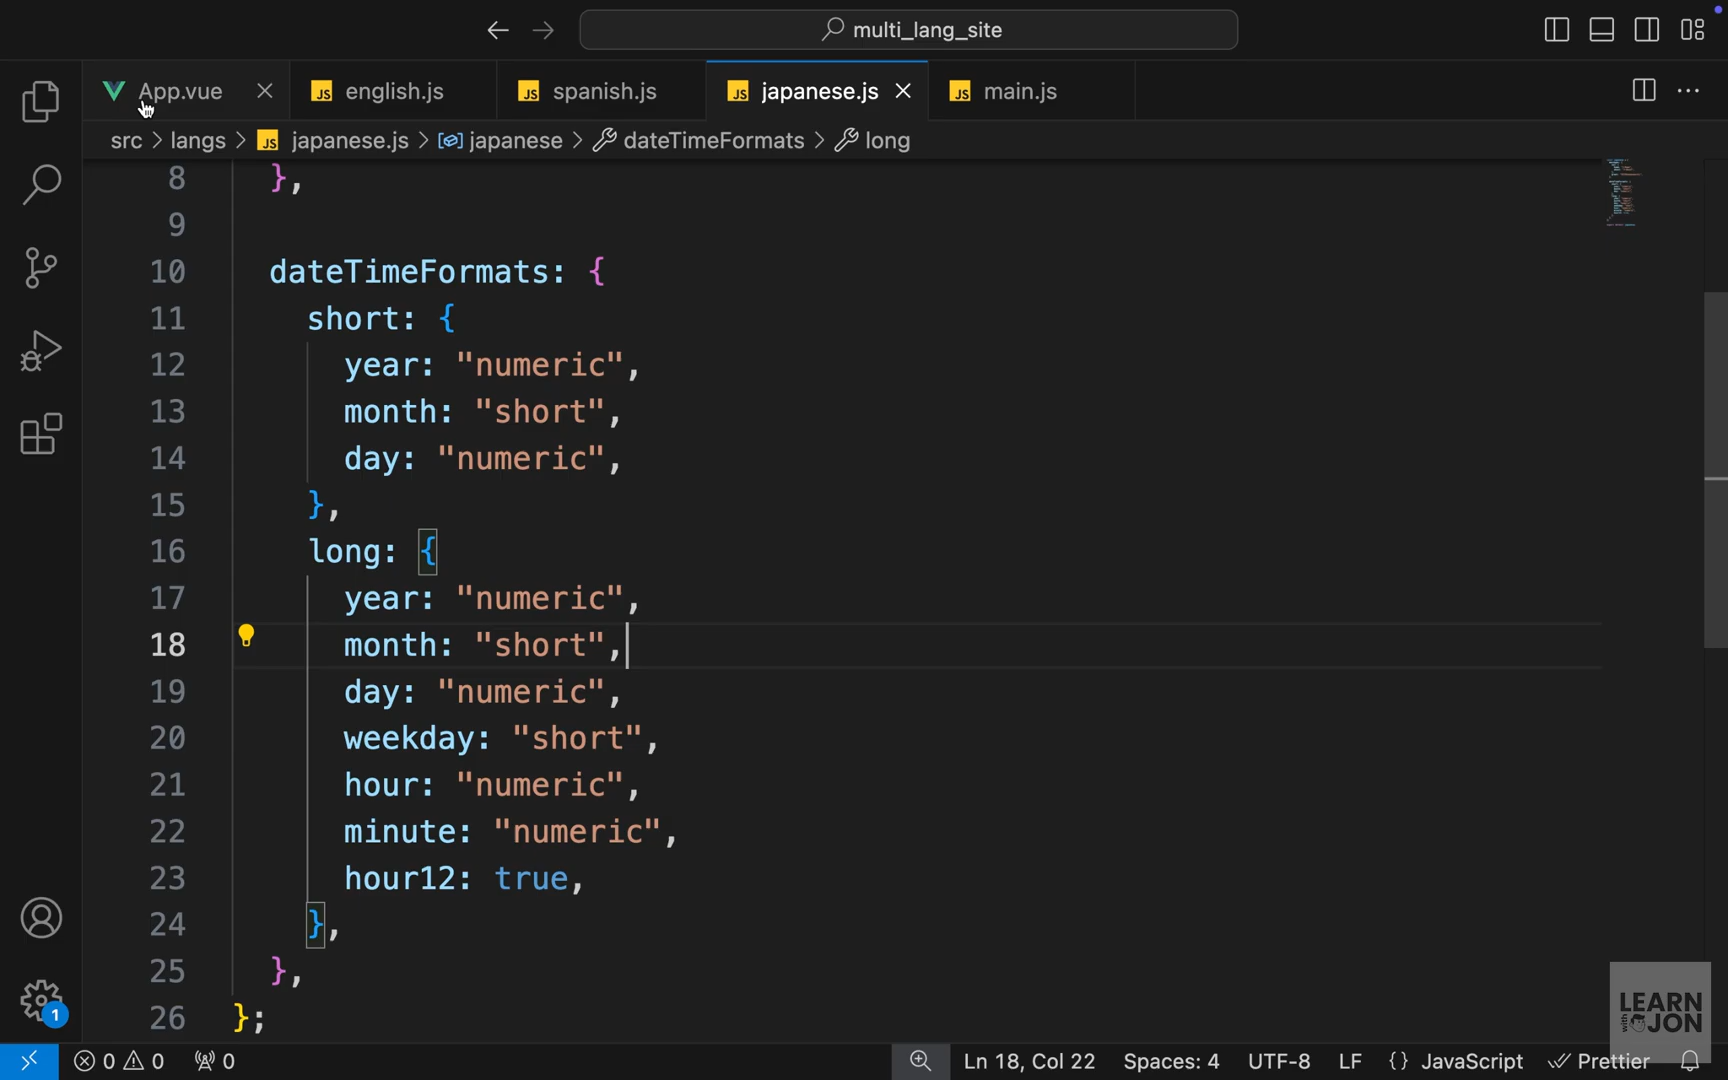 multi_lang_site
App.vue english.js spanish.js japanese.js main.js
src > langs > JS japanese.js > japanese > dateTimeFormats > long
8 },
9
10 dateTimeFormats: {
11 short: {
12 year: "numeric",
13 month: "short",
14 day: "numeric",
15 },
16 long: {
17 year: "numeric",
18 month: "short",
19 day: "numeric",
20 weekday: "short",
21 hour: "numeric",
22 minute: "numeric",
23 hour12: true,
24 },
25 },
26 };
1
LEARN
with JON
0 0 0 Ln 18, Col 22 Spaces: 4 UTF-8 LF {} JavaScript Prettier